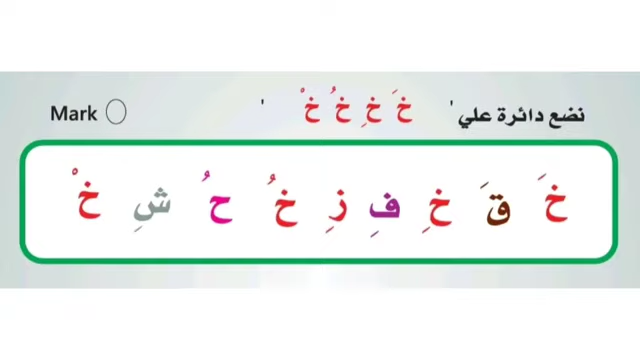 نضع دائرة علي ' خَ خِ خُ خْ ' Mark
خَ قَ خِ فِ زِ خُ حُ شِ خْ